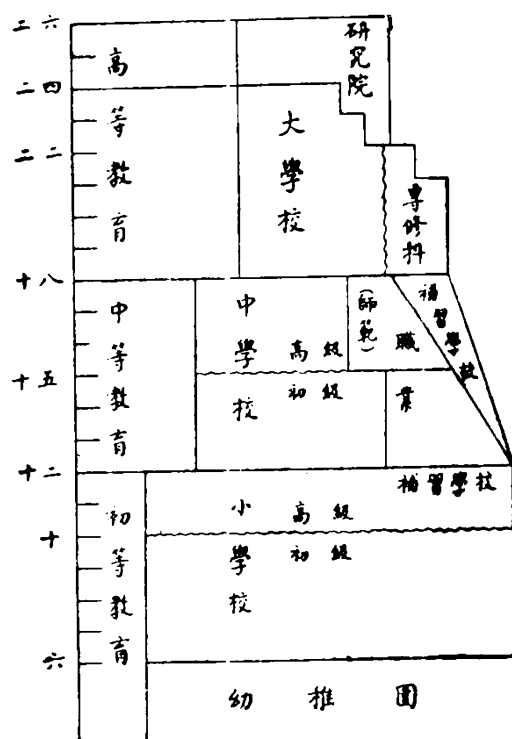 二六
二四
二二
十八
十五
十二
十
六
高等教育
中等教育
初等教育
研究院
大學校
專修科
中學校
高級
初級
(師範)
職業
補習學校
補習學校
小學校
高級
初級
幼稚園